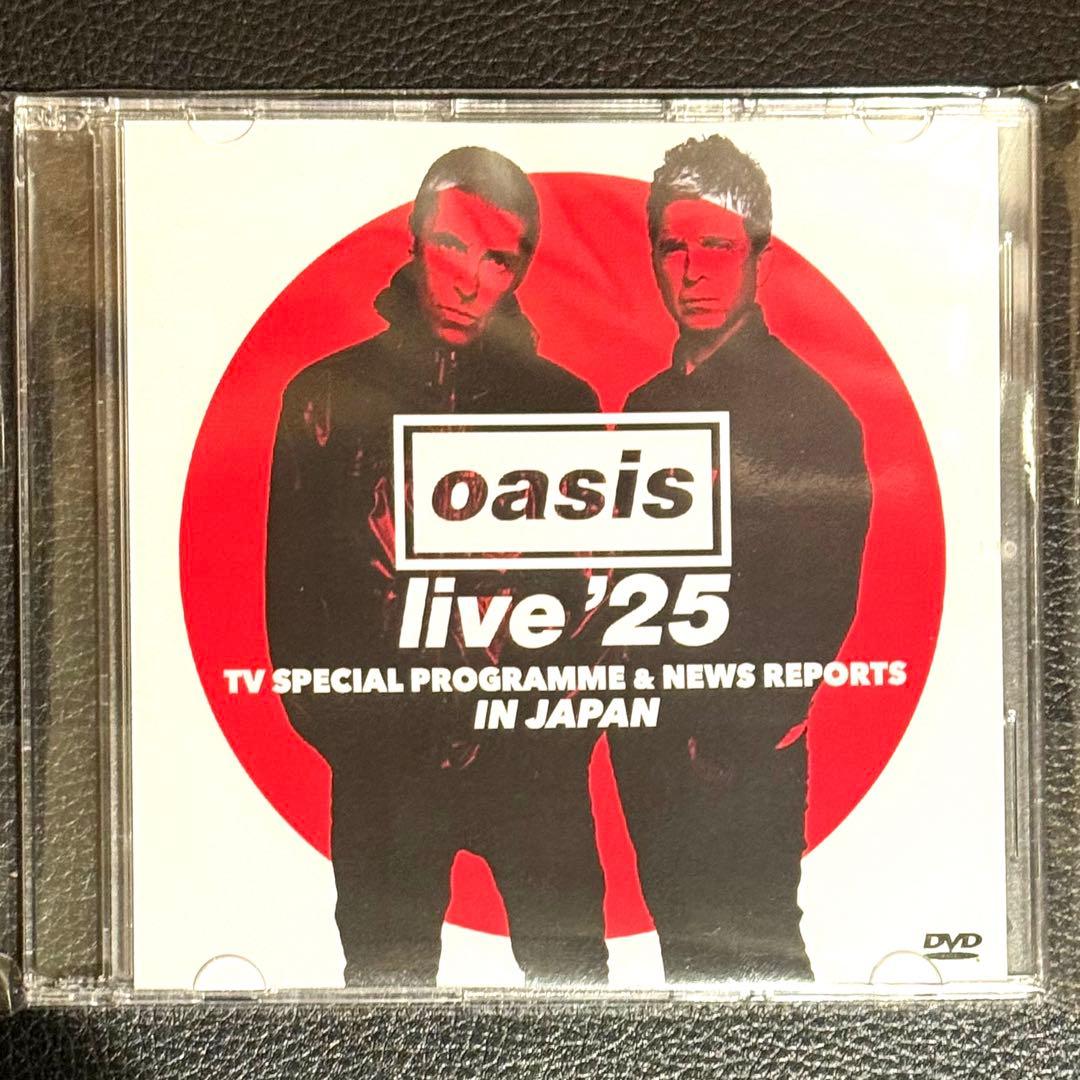 oasis
live '25
TV SPECIAL PROGRAMME & NEWS REPORTS
IN JAPAN
DVD